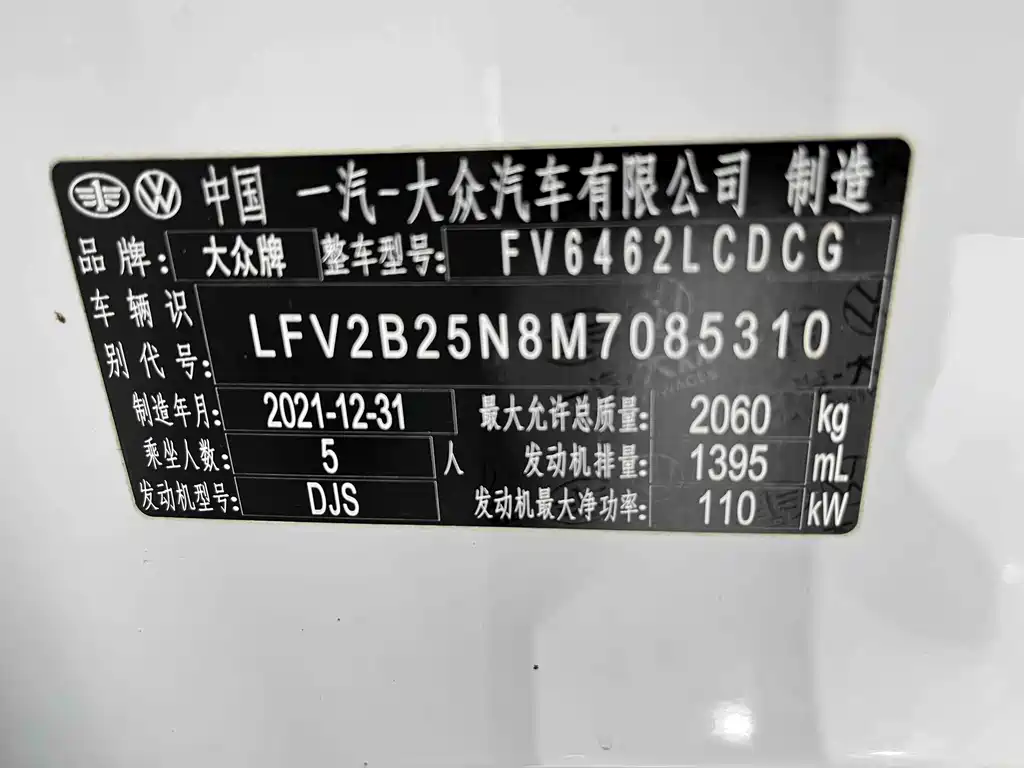 中国 一汽-大众汽车有限公司 制造
品牌: 大众牌 整车型号: FV6462LCDCG
车辆识别代号: LFV2B25N8M7085310
制造年月: 2021-12-31 最大允许总质量: 2060 kg
乘坐人数: 5 人 发动机排量: 1395 mL
发动机型号: DJS 发动机最大净功率: 110 kW